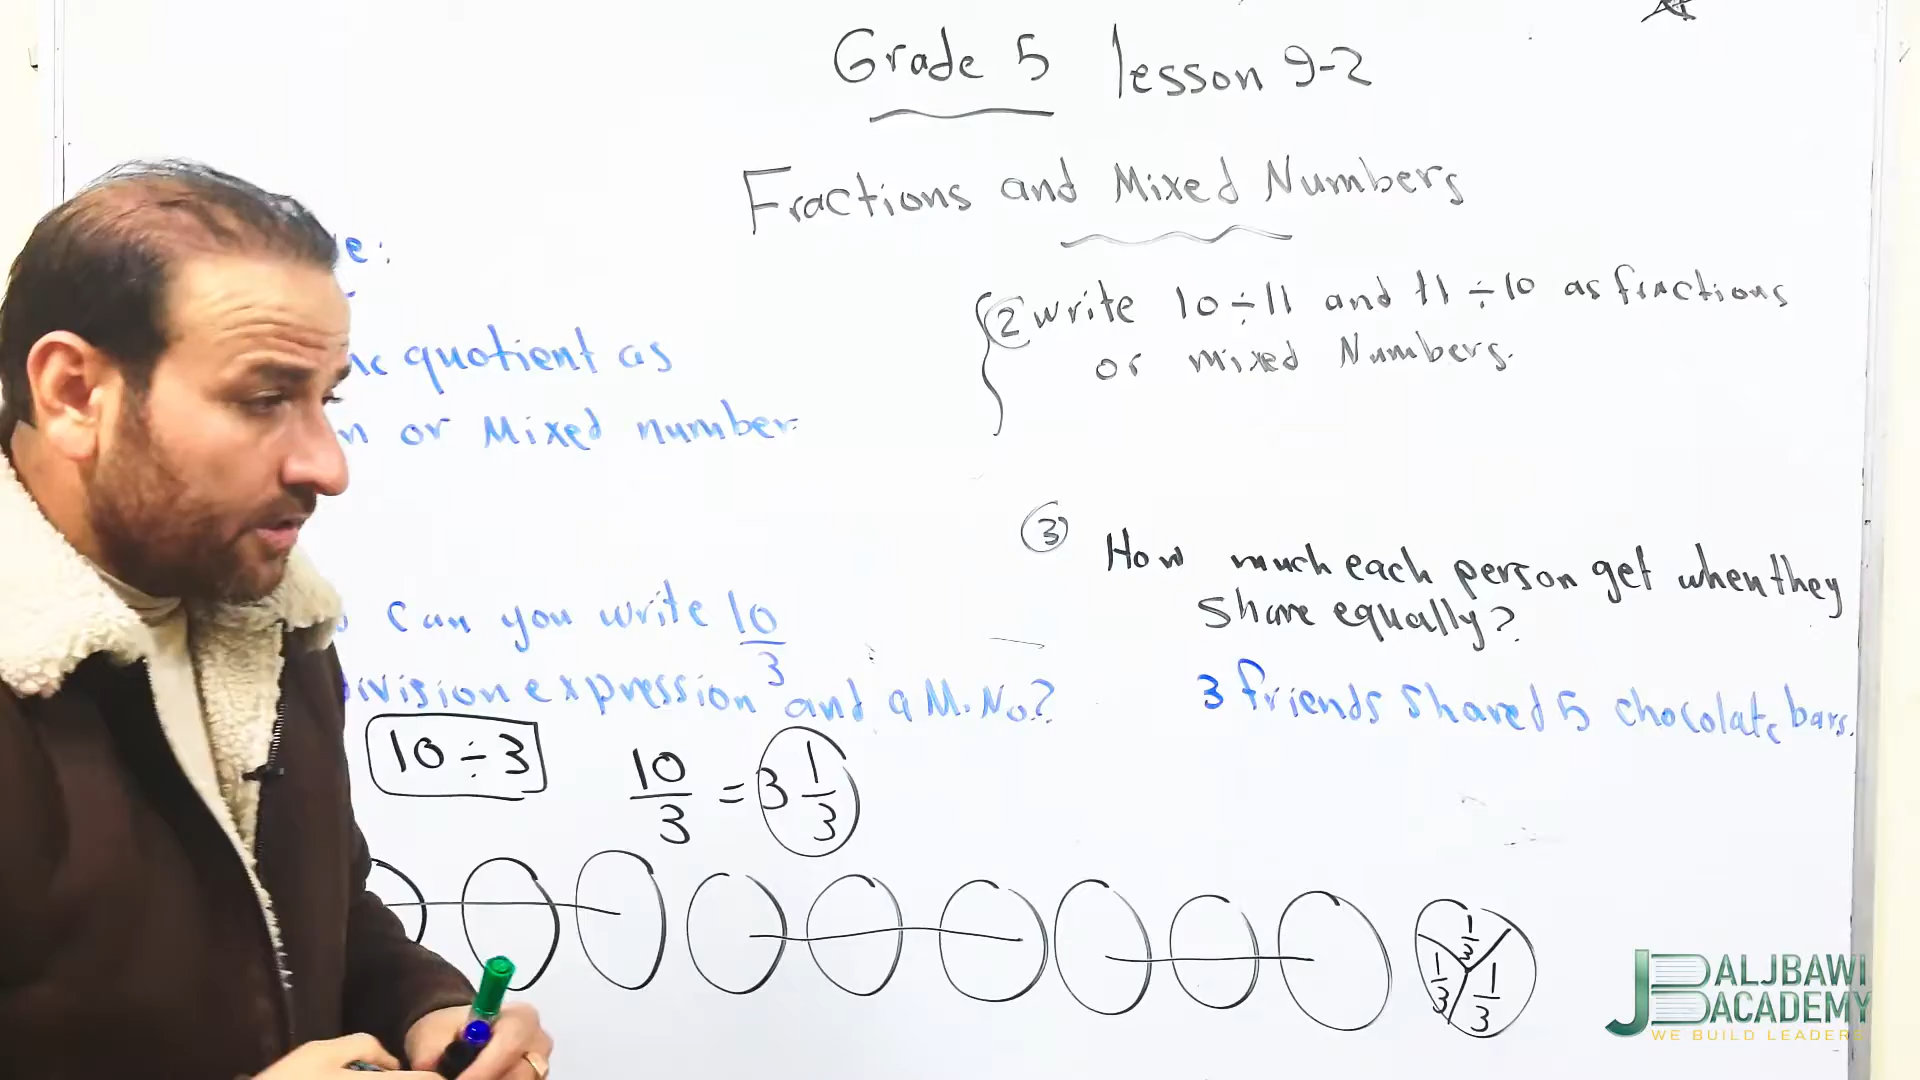 Grade 5 lesson 9-2
Fractions and Mixed Numbers
e:
quotient as
n or Mixed number.
② write 10÷11 and 11÷10 as fractions
or mixed Numbers.
③ How much each person get when they
Share equally?
3 friends shared 5 chocolate bars.
Can you write 10/3
ivision expression and a M.No?
10÷3
10/3 = 3 1/3
1/3 1/3 1/3
ALJBAWI
ACADEMY
WE BUILD LEADERS